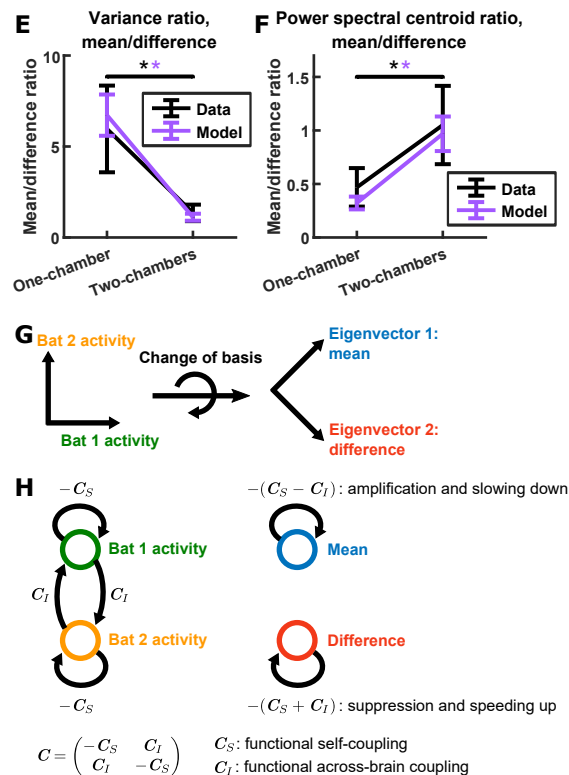 E
Variance ratio,
mean/difference
Mean/difference ratio
10
5
0
**
Data
Model
One-chamber
Two-chambers
F
Power spectral centroid ratio,
mean/difference
Mean/difference ratio
1.5
1
0.5
0
**
Data
Model
One-chamber
Two-chambers
G
Bat 2 activity
Bat 1 activity
Change of basis
Eigenvector 1:
mean
Eigenvector 2:
difference
H
−C_S
Bat 1 activity
C_I
C_I
Bat 2 activity
−C_S
−(C_S − C_I) : amplification and slowing down
Mean
Difference
−(C_S + C_I) : suppression and speeding up
C = ( −C_S C_I
C_I −C_S )
C_S: functional self-coupling
C_I: functional across-brain coupling